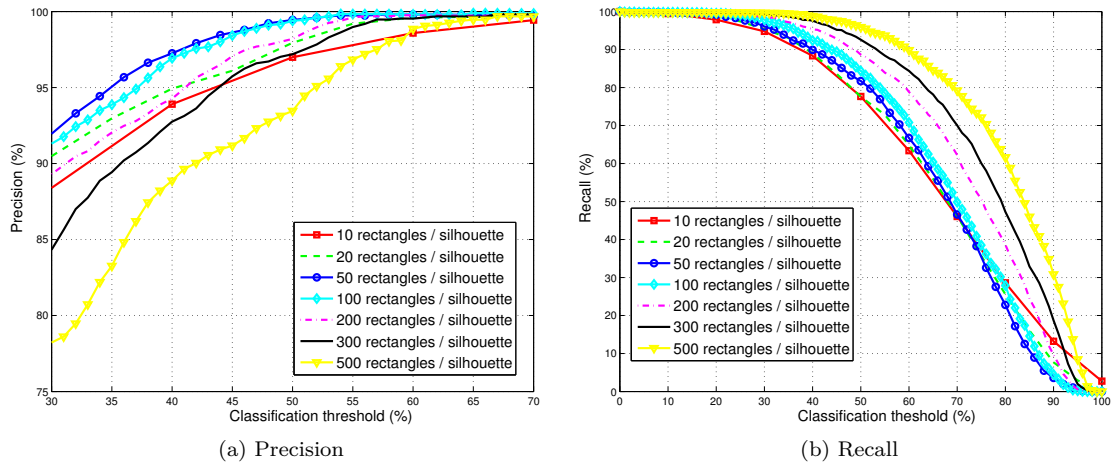 100
95
90
85
80
75
Precision (%)
30 35 40 45 50 55 60 65 70
Classification threshold (%)
10 rectangles / silhouette
20 rectangles / silhouette
50 rectangles / silhouette
100 rectangles / silhouette
200 rectangles / silhouette
300 rectangles / silhouette
500 rectangles / silhouette
(a) Precision
100
90
80
70
60
50
40
30
20
10
0
Recall (%)
0 10 20 30 40 50 60 70 80 90 100
Classification theshold (%)
10 rectangles / silhouette
20 rectangles / silhouette
50 rectangles / silhouette
100 rectangles / silhouette
200 rectangles / silhouette
300 rectangles / silhouette
500 rectangles / silhouette
(b) Recall